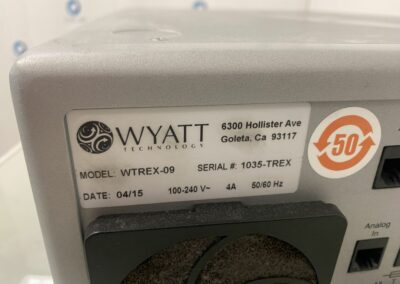 WYATT
TECHNOLOGY
6300 Hollister Ave
Goleta, Ca 93117
MODEL: WTREX-09 SERIAL #: 1035-TREX
DATE: 04/15 100-240 V~ 4A 50/60 Hz
50
Analog
In